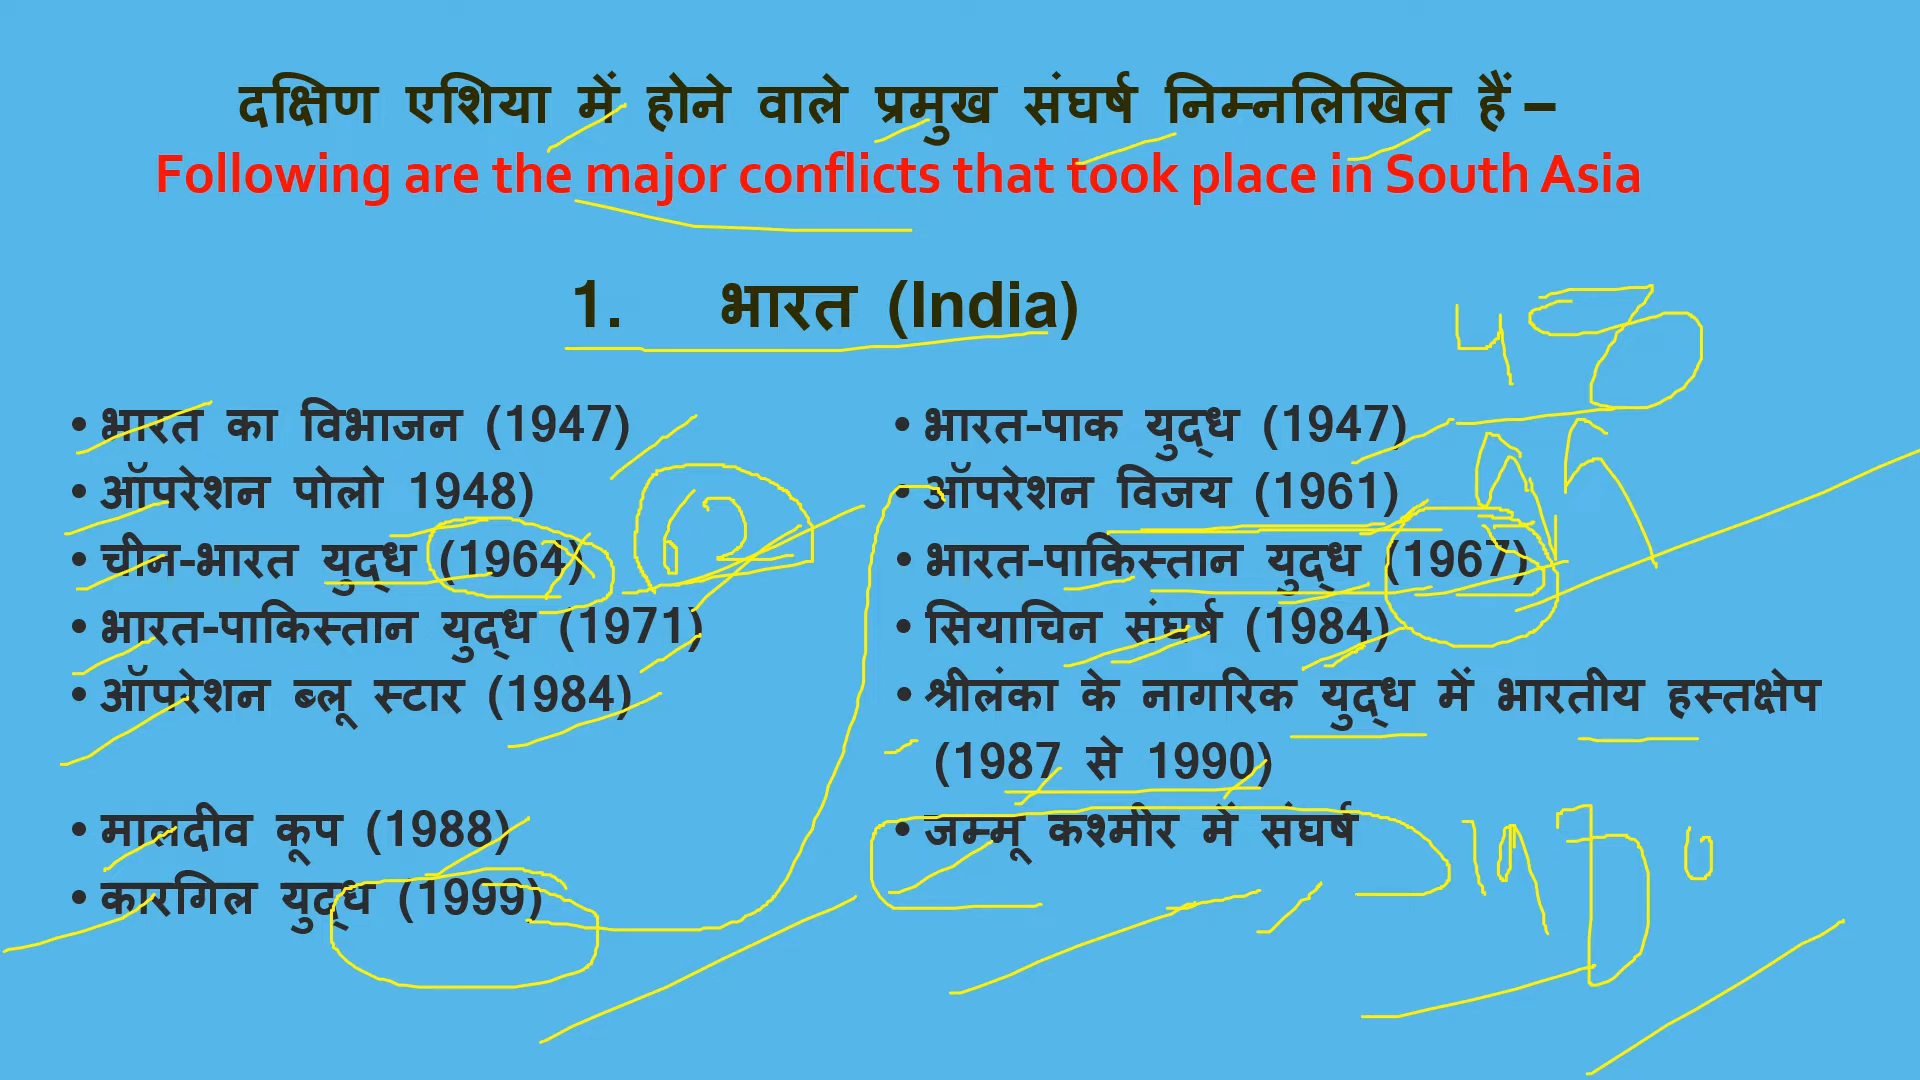 दक्षिण एशिया में होने वाले प्रमुख संघर्ष निम्नलिखित हैं –
Following are the major conflicts that took place in South Asia
1. भारत (India)
• भारत का विभाजन (1947)
• ऑपरेशन पोलो 1948)
• चीन-भारत युद्ध (1964)
• भारत-पाकिस्तान युद्ध (1971)
• ऑपरेशन ब्लू स्टार (1984)
• मालदीव कूप (1988)
• कारगिल युद्ध (1999)
• भारत-पाक युद्ध (1947)
• ऑपरेशन विजय (1961)
• भारत-पाकिस्तान युद्ध (1967)
• सियाचिन संघर्ष (1984)
• श्रीलंका के नागरिक युद्ध में भारतीय हस्तक्षेप
(1987 से 1990)
• जम्मू कश्मीर में संघर्ष